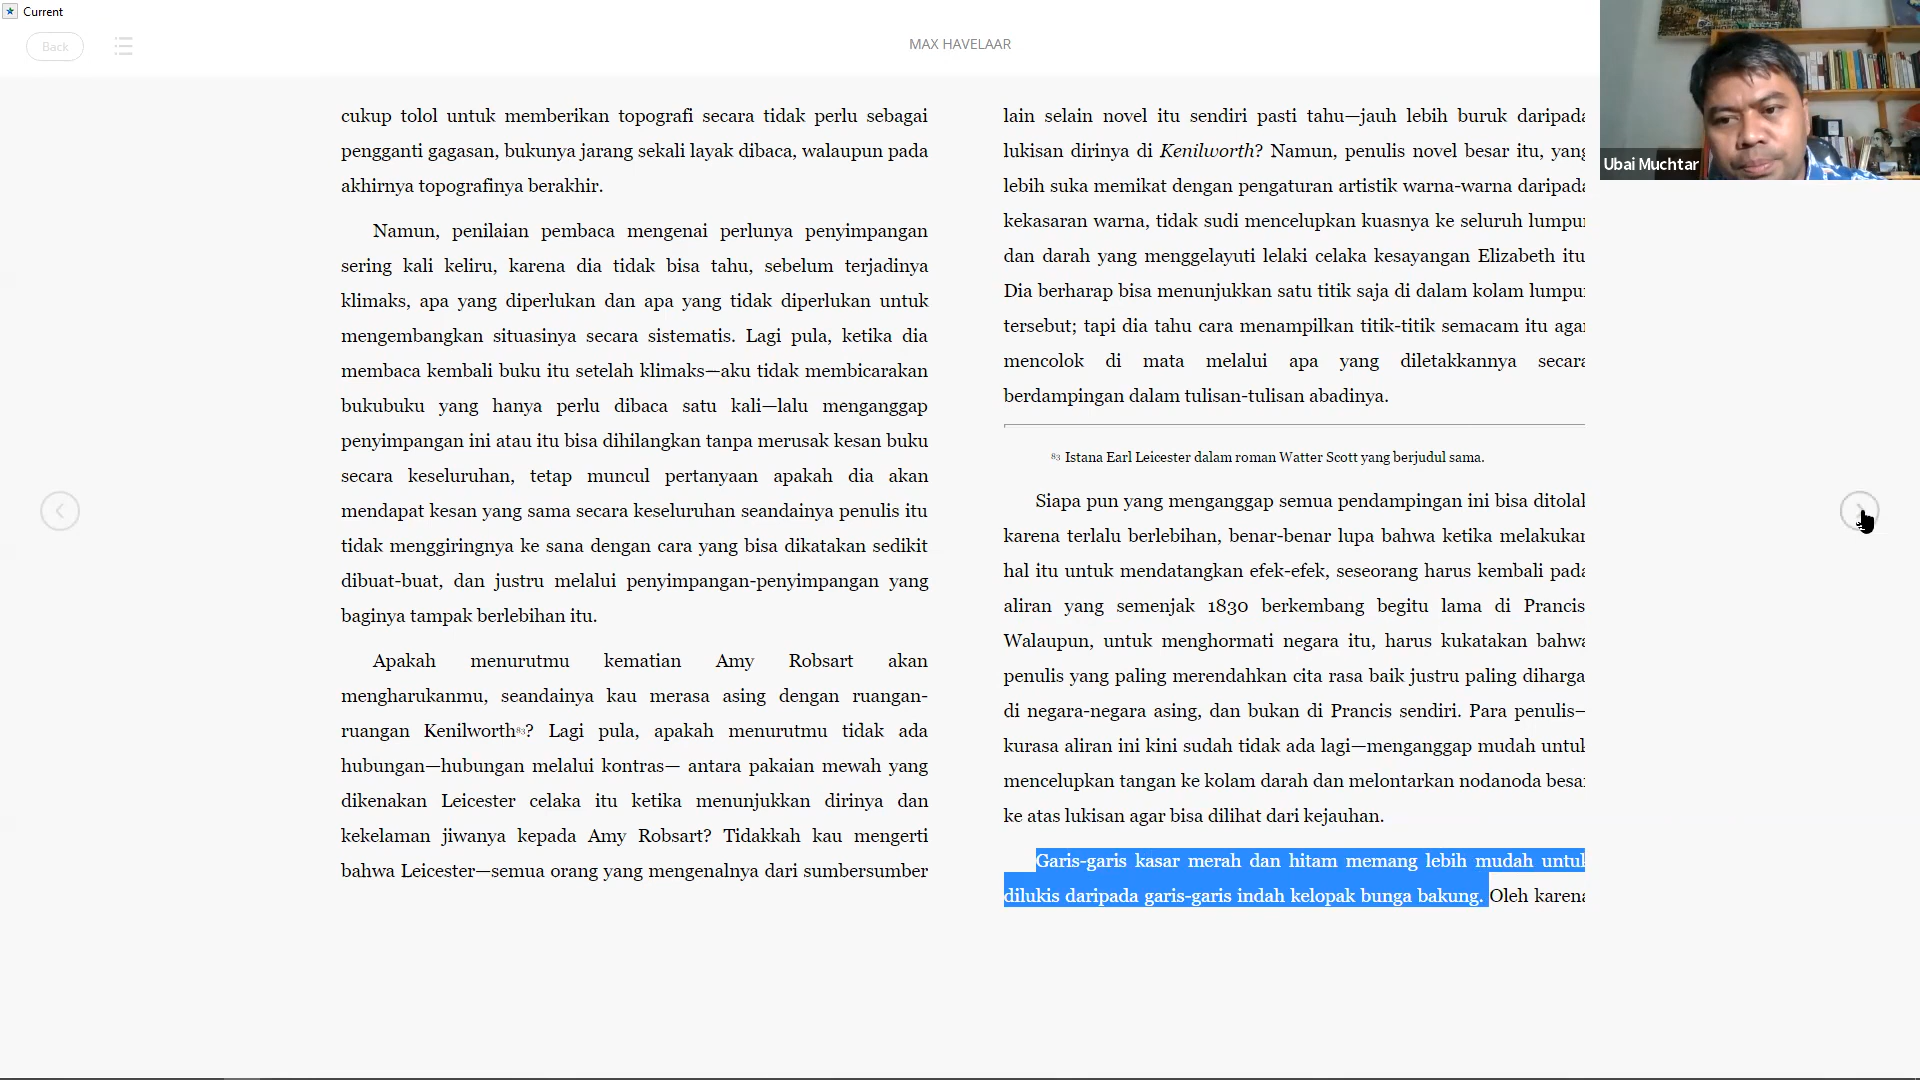 Current
Back
MAX HAVELAAR
cukup tolol untuk memberikan topografi secara tidak perlu sebagai
pengganti gagasan, bukunya jarang sekali layak dibaca, walaupun pada
akhirnya topografinya berakhir.
Namun, penilaian pembaca mengenai perlunya penyimpangan
sering kali keliru, karena dia tidak bisa tahu, sebelum terjadinya
klimaks, apa yang diperlukan dan apa yang tidak diperlukan untuk
mengembangkan situasinya secara sistematis. Lagi pula, ketika dia
membaca kembali buku itu setelah klimaks—aku tidak membicarakan
bukubuku yang hanya perlu dibaca satu kali—lalu menganggap
penyimpangan ini atau itu bisa dihilangkan tanpa merusak kesan buku
secara keseluruhan, tetap muncul pertanyaan apakah dia akan
mendapat kesan yang sama secara keseluruhan seandainya penulis itu
tidak menggiringnya ke sana dengan cara yang bisa dikatakan sedikit
dibuat-buat, dan justru melalui penyimpangan-penyimpangan yang
baginya tampak berlebihan itu.
Apakah menurutmu kematian Amy Robsart akan
mengharukanmu, seandainya kau merasa asing dengan ruangan-
ruangan Kenilworth⁸³? Lagi pula, apakah menurutmu tidak ada
hubungan—hubungan melalui kontras— antara pakaian mewah yang
dikenakan Leicester celaka itu ketika menunjukkan dirinya dan
kekelaman jiwanya kepada Amy Robsart? Tidakkah kau mengerti
bahwa Leicester—semua orang yang mengenalnya dari sumbersumber
lain selain novel itu sendiri pasti tahu—jauh lebih buruk daripada
lukisan dirinya di Kenilworth? Namun, penulis novel besar itu, yang
lebih suka memikat dengan pengaturan artistik warna-warna daripada
kekasaran warna, tidak sudi mencelupkan kuasnya ke seluruh lumpur
dan darah yang menggelayuti lelaki celaka kesayangan Elizabeth itu
Dia berharap bisa menunjukkan satu titik saja di dalam kolam lumpur
tersebut; tapi dia tahu cara menampilkan titik-titik semacam itu agar
mencolok di mata melalui apa yang diletakkannya secara
berdampingan dalam tulisan-tulisan abadinya.
⁸³ Istana Earl Leicester dalam roman Watter Scott yang berjudul sama.
Siapa pun yang menganggap semua pendampingan ini bisa ditolak
karena terlalu berlebihan, benar-benar lupa bahwa ketika melakukan
hal itu untuk mendatangkan efek-efek, seseorang harus kembali pada
aliran yang semenjak 1830 berkembang begitu lama di Prancis
Walaupun, untuk menghormati negara itu, harus kukatakan bahwa
penulis yang paling merendahkan cita rasa baik justru paling diharga
di negara-negara asing, dan bukan di Prancis sendiri. Para penulis—
kurasa aliran ini kini sudah tidak ada lagi—menganggap mudah untuk
mencelupkan tangan ke kolam darah dan melontarkan nodanoda besar
ke atas lukisan agar bisa dilihat dari kejauhan.
Garis-garis kasar merah dan hitam memang lebih mudah untuk
dilukis daripada garis-garis indah kelopak bunga bakung. Oleh karena
Ubai Muchtar